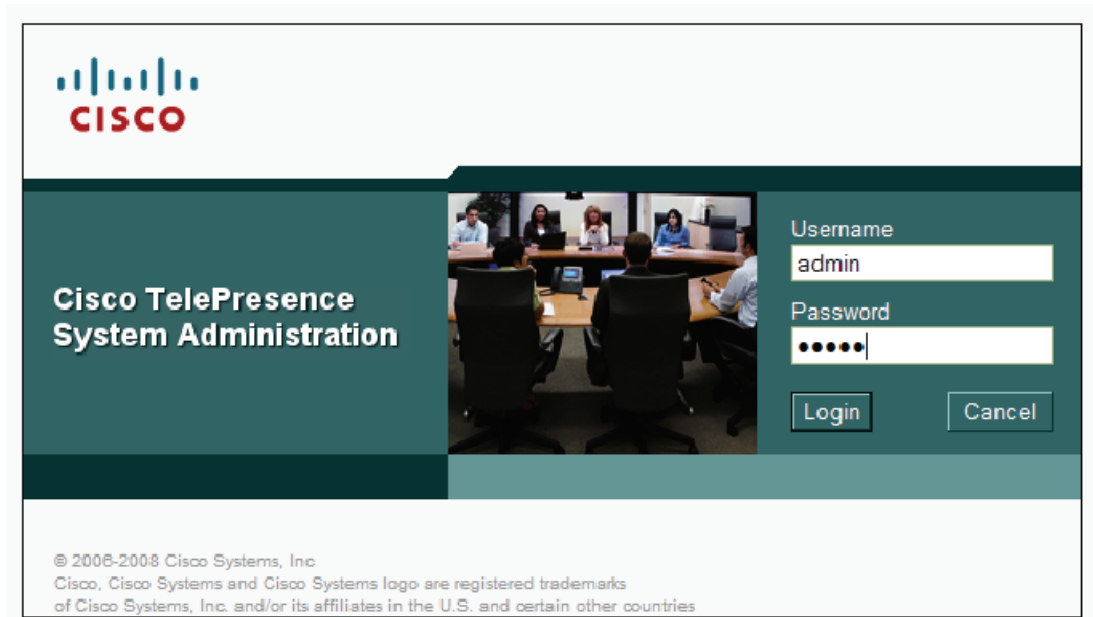 CISCO
Cisco TelePresence
System Administration
Username
admin
Password
•••••
Login
Cancel
© 2006-2008 Cisco Systems, Inc
Cisco, Cisco Systems and Cisco Systems logo are registered trademarks
of Cisco Systems, Inc. and/or its affiliates in the U.S. and certain other countries